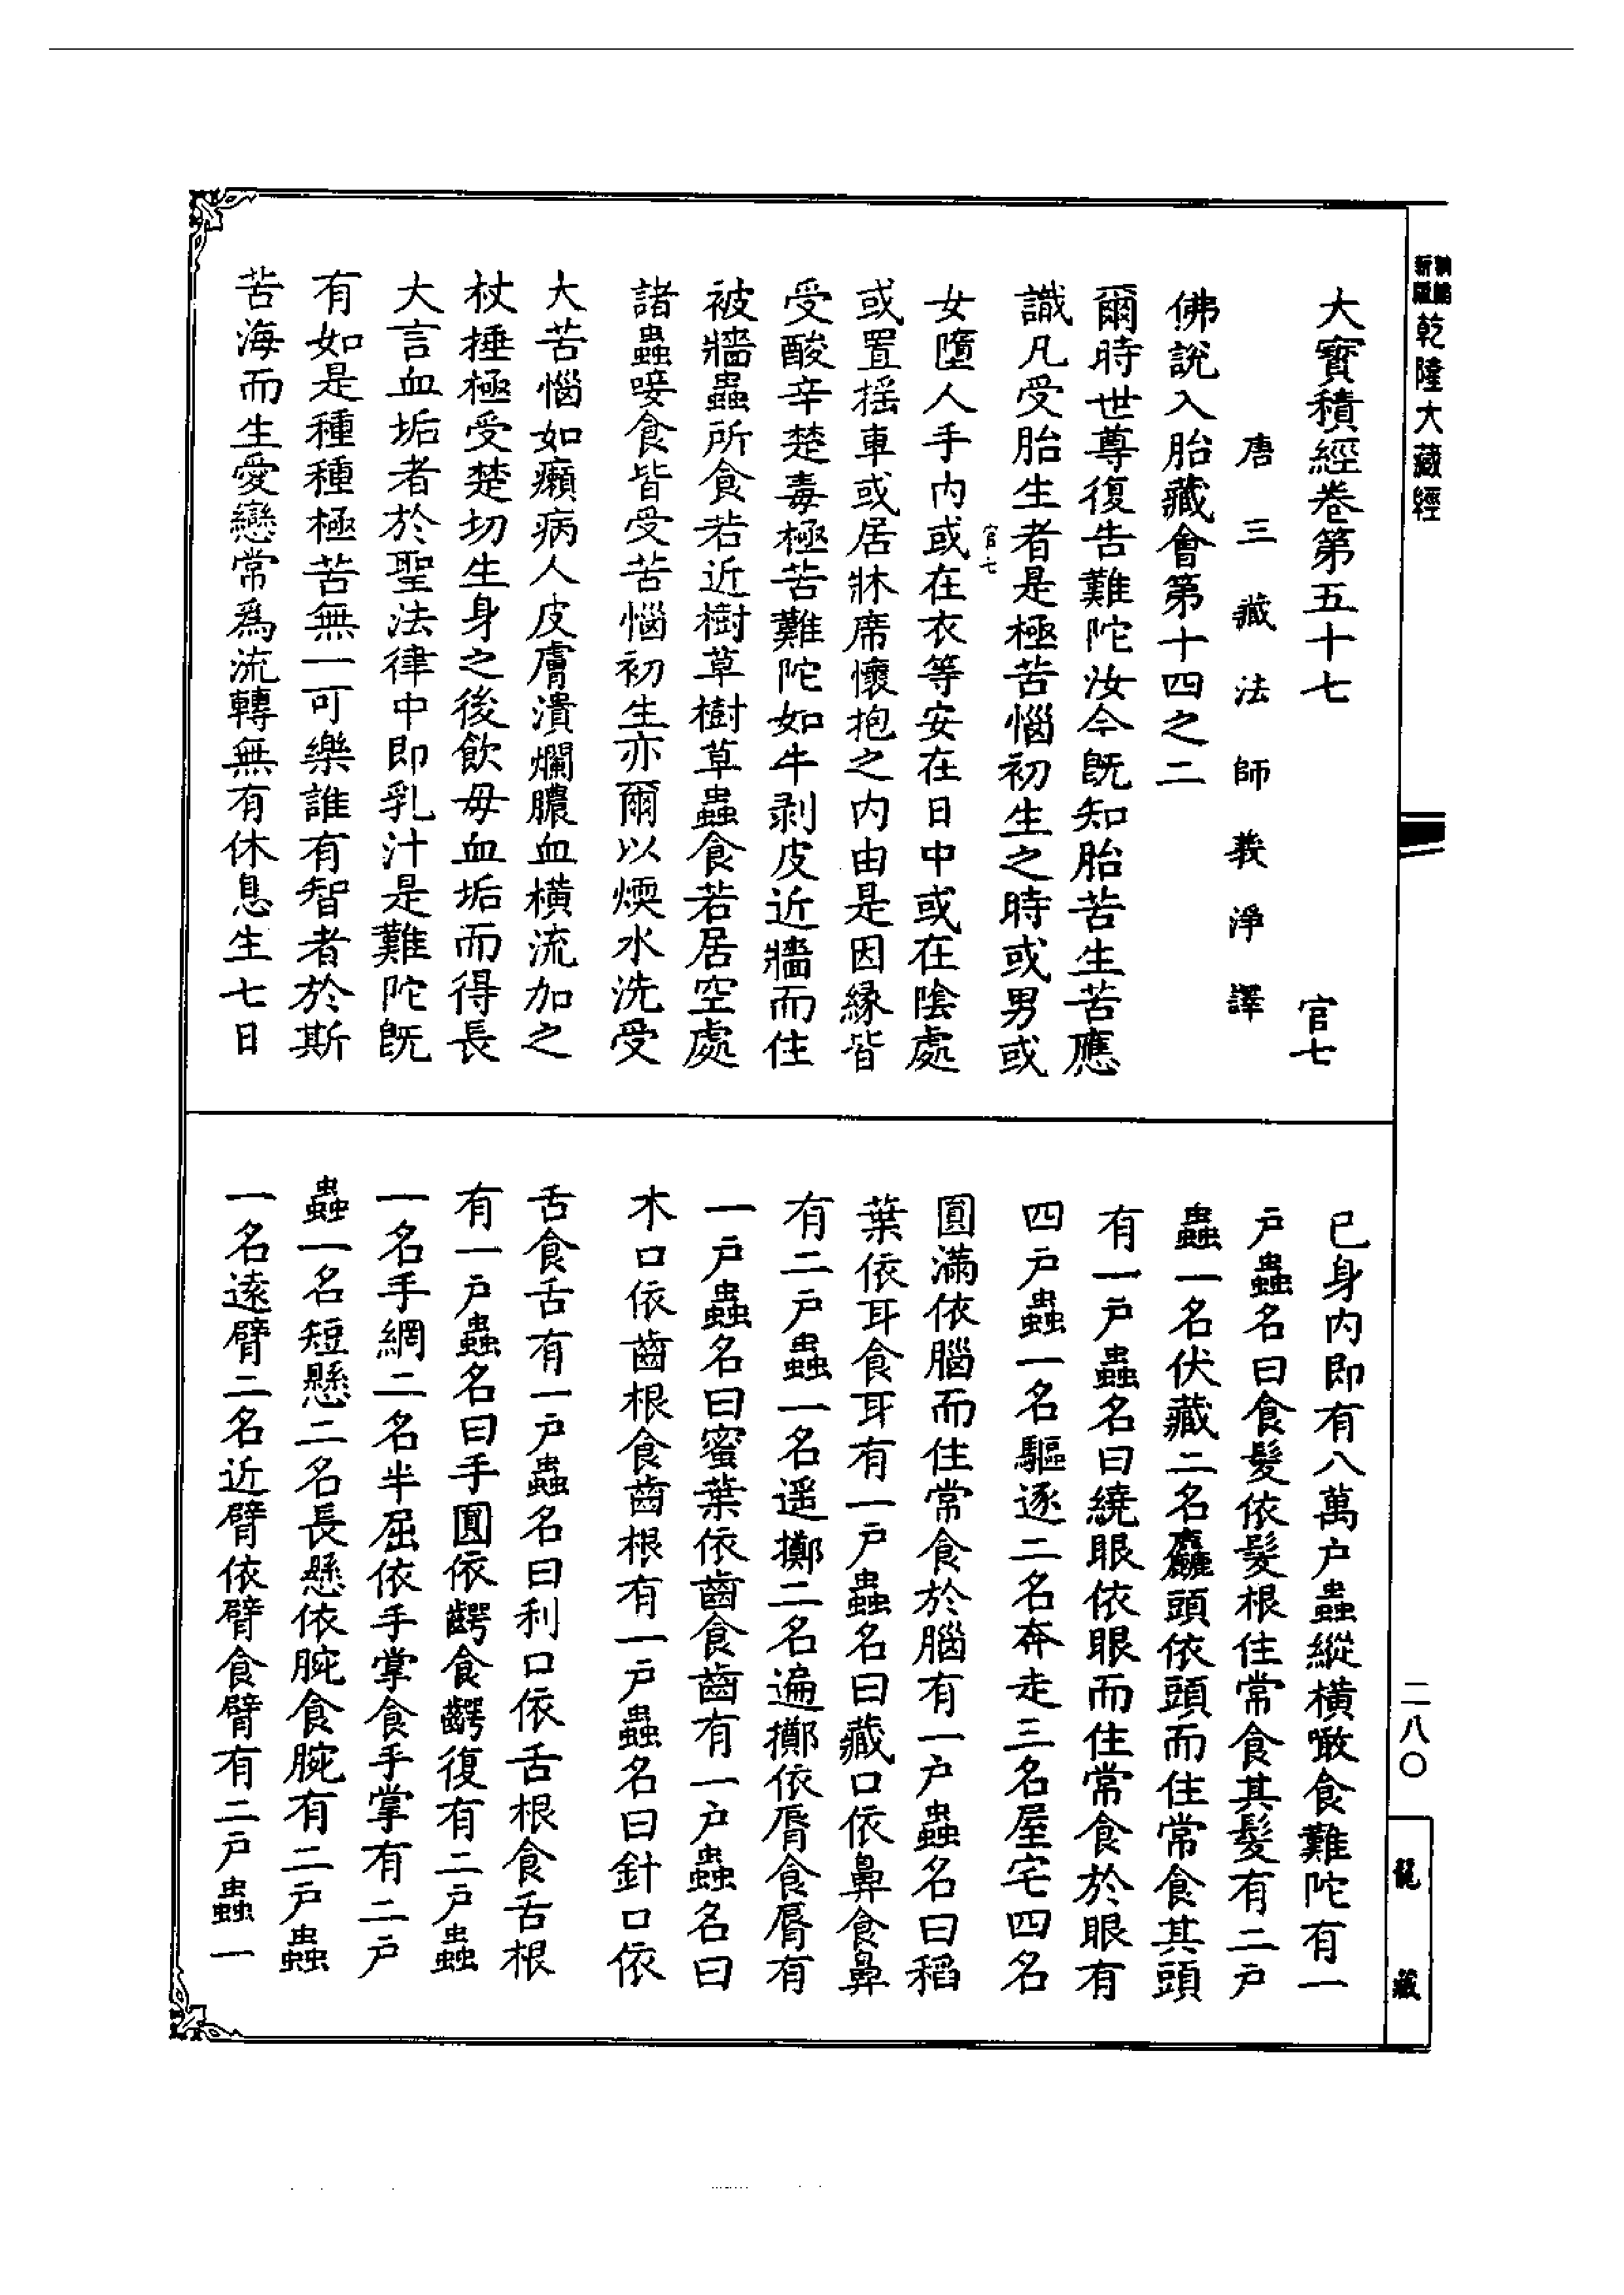 乾隆大藏經
大寶積經卷第五十七 官七
唐三藏法師義淨譯
佛說入胎藏會第十四之二
爾時世尊復告難陀汝今既知胎苦生苦應
識凡受胎生者是極苦惱初生之時或男或
官七
女墮人手內或在衣等安在日中或在陰處
或置搖車或居牀席懷抱之內由是因緣皆
受酸辛楚毒極苦難陀如牛剥皮近牆而住
被牆蟲所食若近樹草樹草蟲食若居空處
諸蟲唼食皆受苦惱初生亦爾以煗水洗受
大苦惱如癩病人皮膚潰爛膿血橫流加之
杖捶極受楚切生身之後飲母血垢而得長
大言血垢者於聖法律中即乳汁是難陀既
有如是種種極苦無一可樂誰有智者於斯
苦海而生愛戀常爲流轉無有休息生七日
已身內即有八萬户蟲縱橫噉食難陀有一
户蟲名曰食髮依髮根住常食其髮有二户
蟲一名伏藏二名麤頭依頭而住常食其頭
有一户蟲名曰繞眼依眼而住常食於眼有
四户蟲一名驅逐二名奔走三名屋宅四名
圓滿依腦而住常食於腦有一户蟲名曰稻
葉依耳食耳有一户蟲名曰藏口依鼻食鼻
有二户蟲一名遥擲二名遍擲依脣食脣有
一户蟲名曰蜜葉依齒食齒有一户蟲名曰
木口依齒根食齒根有一户蟲名曰針口依
舌食舌有一户蟲名曰利口依舌根食舌根
有一户蟲名曰手圓依齶食齶復有二户蟲
一名手網二名半屈依手掌食手掌有二户
蟲一名短懸二名長懸依腕食腕有二户蟲
一名遠臂二名近臂依臂食臂有二户蟲一
二八〇
龍藏